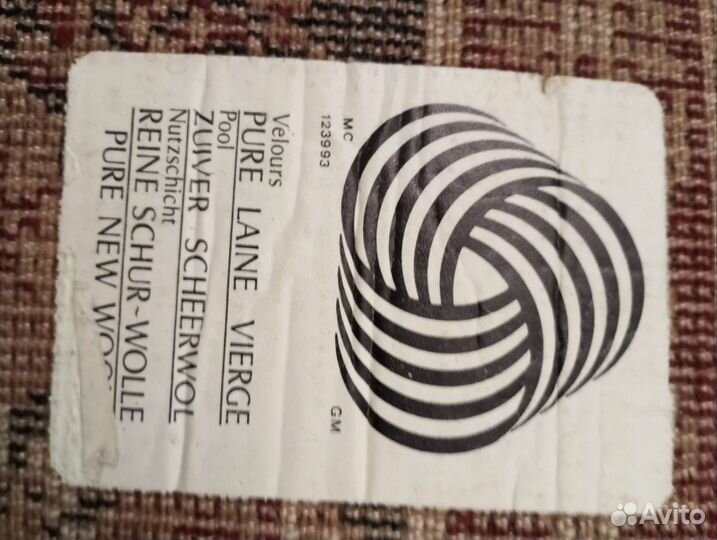 MC
123993
GM
Velours
PURE LAINE VIERGE
Pool
ZUIVER SCHEERWOL
Nutzschicht
REINE SCHUR-WOLLE
PURE NEW
Avito